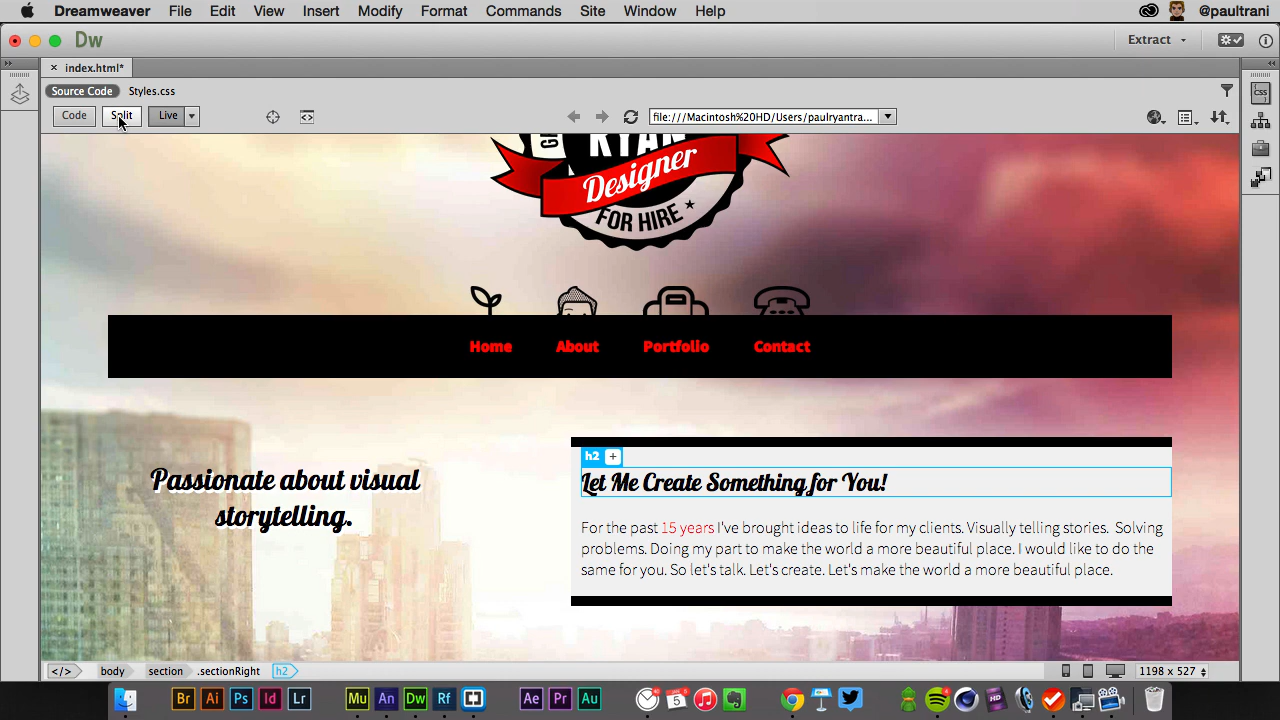 Dreamweaver File Edit View Insert Modify Format Commands Site Window Help @paultrani
Dw Extract
index.html*
Source Code Styles.css
Code Split Live file:///Macintosh%20HD/Users/paulryantra...
CSS
RYAN
Designer
FOR HIRE
Home About Portfolio Contact
Passionate about visual
storytelling.
h2 +
Let Me Create Something for You!
For the past 15 years I've brought ideas to life for my clients. Visually telling stories. Solving
problems. Doing my part to make the world a more beautiful place. I would like to do the
same for you. So let's talk. Let's create. Let's make the world a more beautiful place.
</> body section .sectionRight h2 1198 x 527
Br Ai Ps Id Lr Mu An Dw Rf Ae Pr Au 5 HD